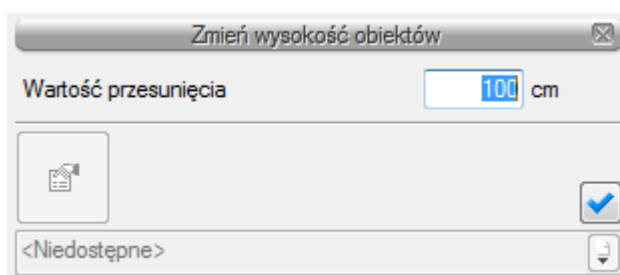 Zmień wysokość obiektów
Wartość przesunięcia 100 cm
<Niedostępne>